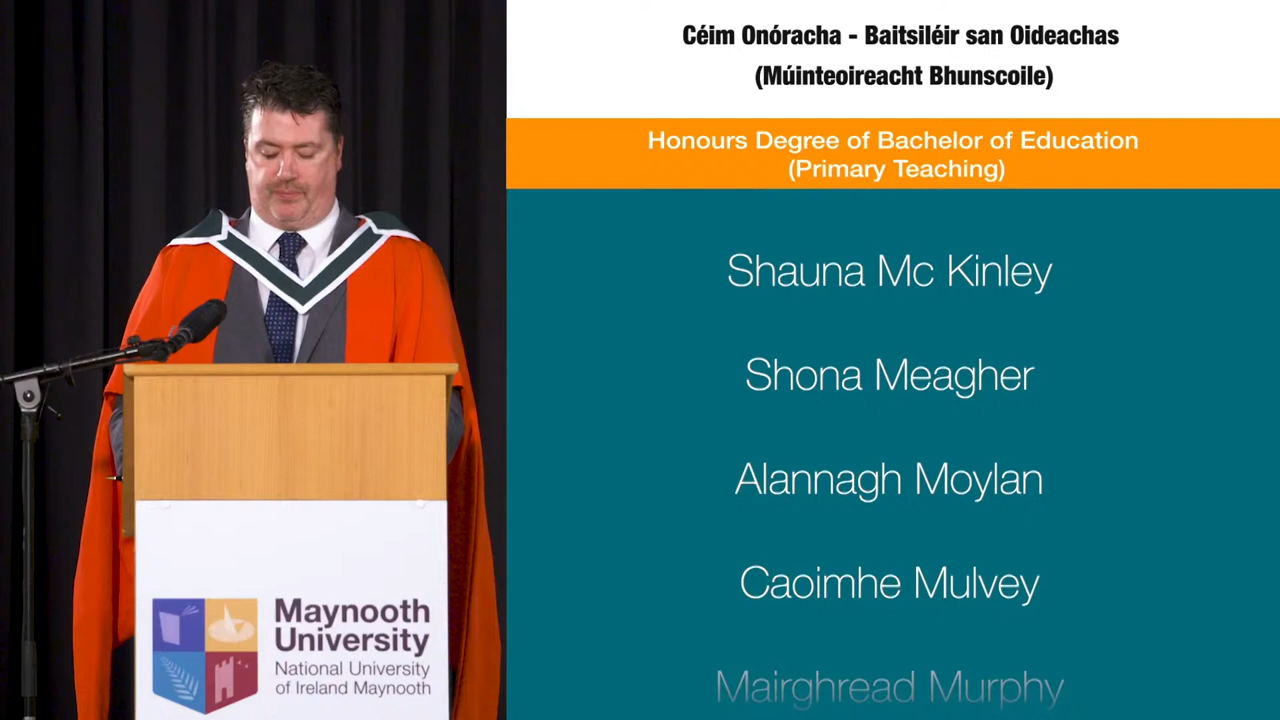 Céim Onóracha - Baitsiléir san Oideachas
(Múinteoireacht Bhunscoile)
Honours Degree of Bachelor of Education
(Primary Teaching)
Shauna Mc Kinley
Shona Meagher
Alannagh Moylan
Caoimhe Mulvey
Mairghread Murphy
Maynooth
University
National University
of Ireland Maynooth